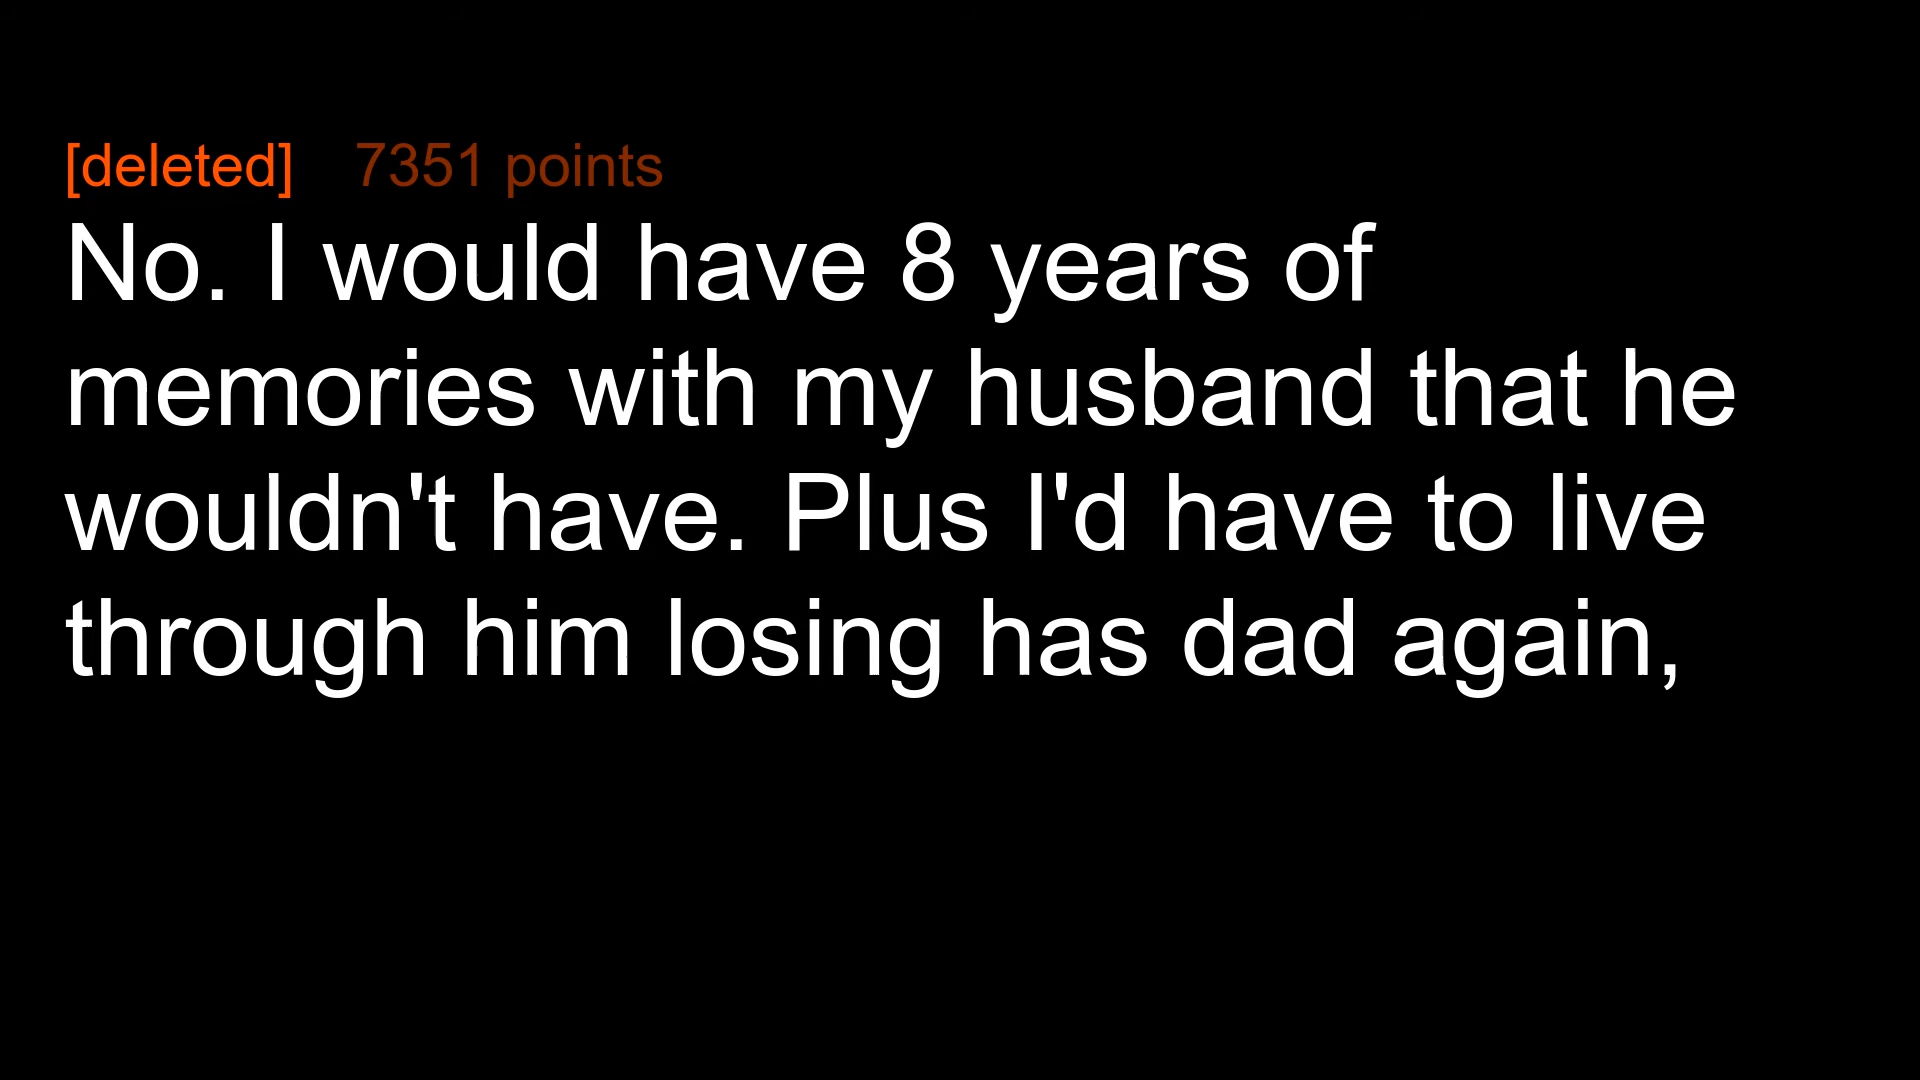 [deleted] 7351 points
No. I would have 8 years of
memories with my husband that he
wouldn't have. Plus I'd have to live
through him losing has dad again,